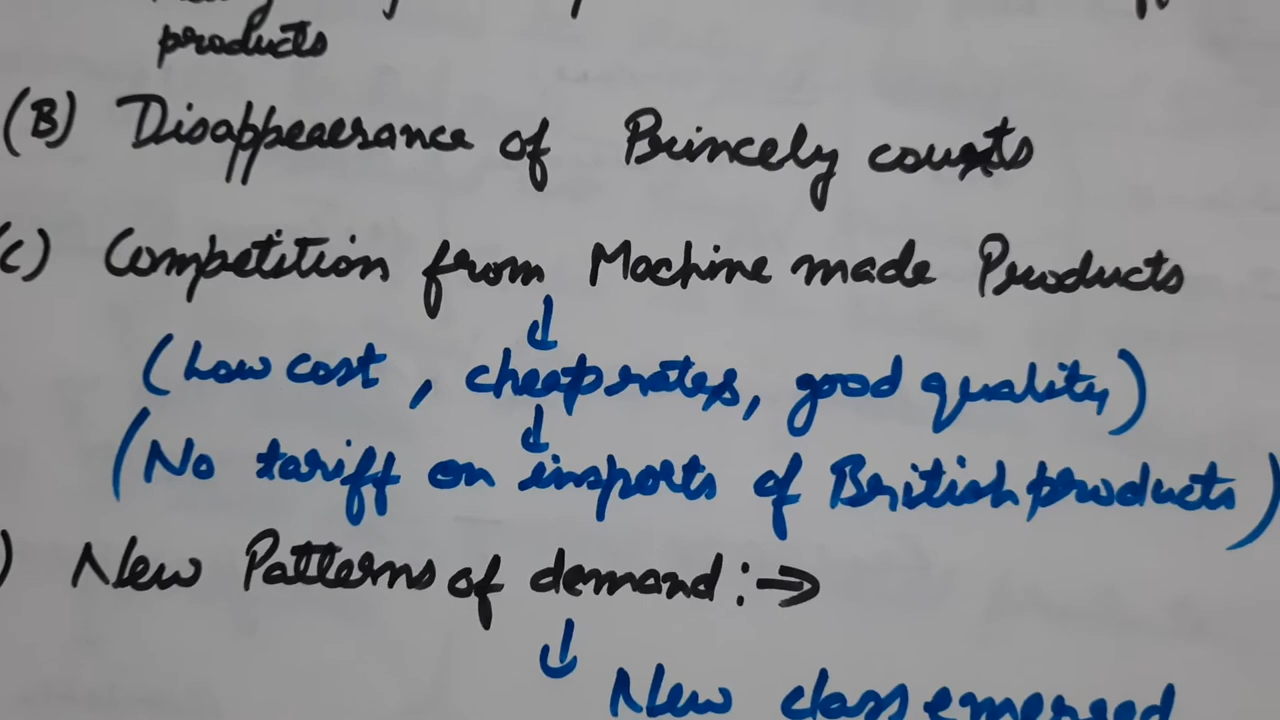 products
(B) Disappearance of Princely courts
(C) Competition from Machine made Products
↓
(Low cost, cheap rates, good quality)
↓
(No tariff on imports of British products)
) New Patterns of demand :→
↓
New class emerged